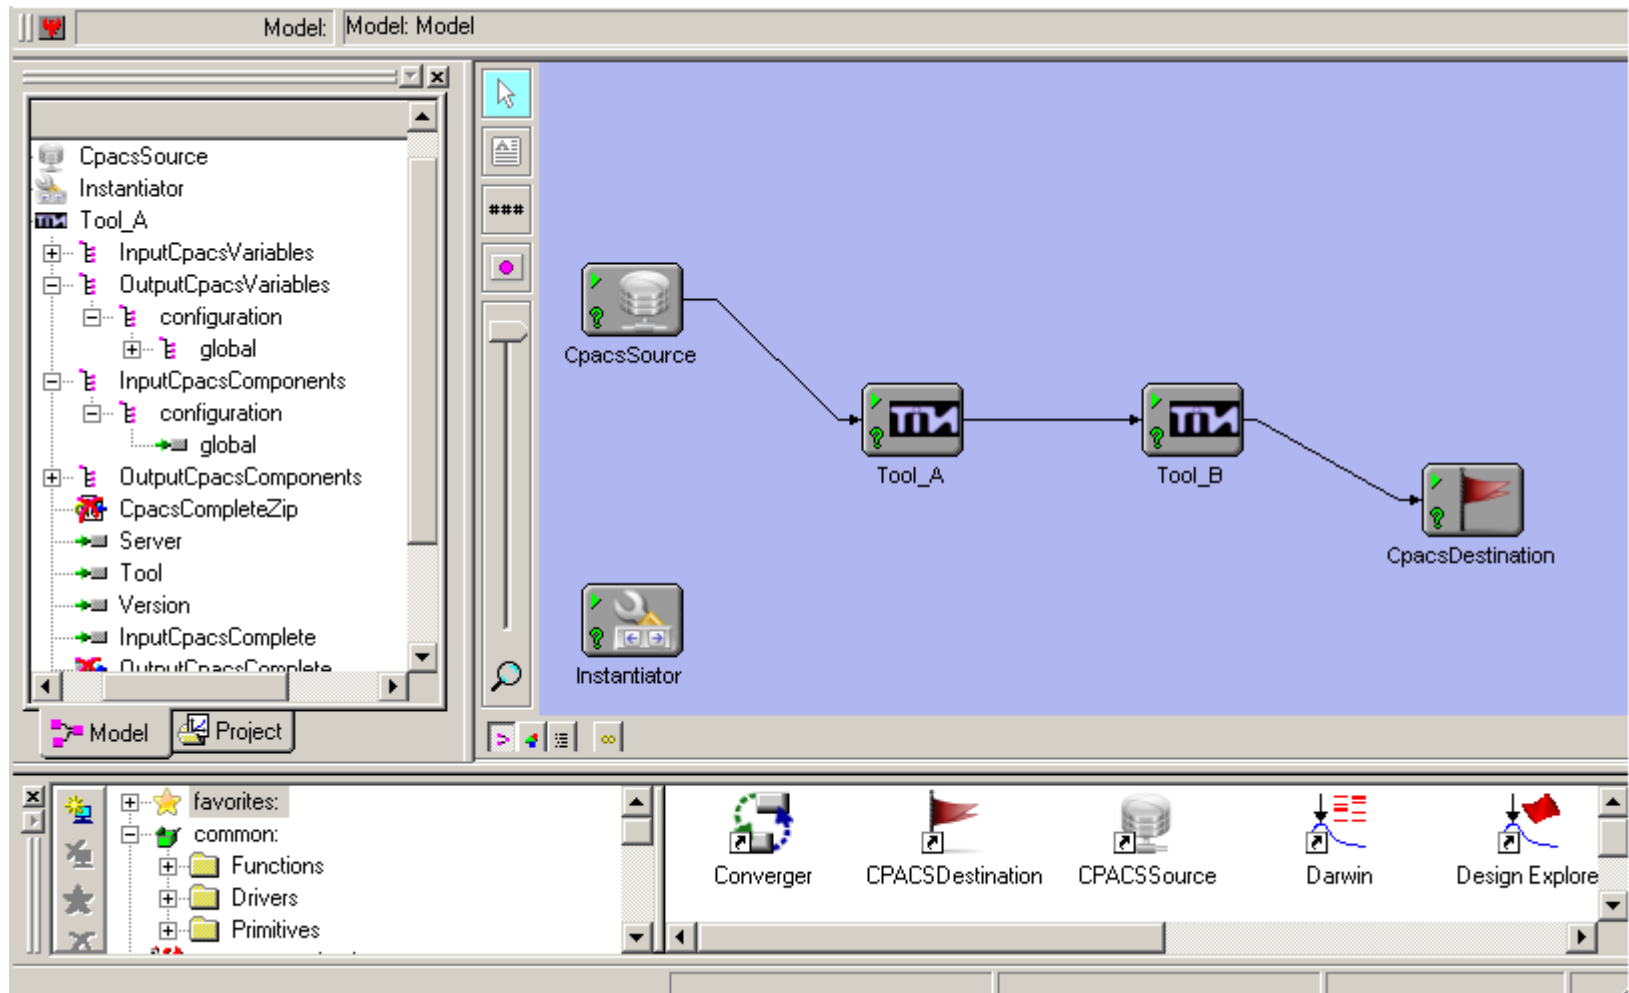 Model: Model: Model
CpacsSource
Instantiator
Tool_A
InputCpacsVariables
OutputCpacsVariables
configuration
global
InputCpacsComponents
configuration
global
OutputCpacsComponents
CpacsCompleteZip
Server
Tool
Version
InputCpacsComplete
OutputCpacsComplete
Model Project
###
CpacsSource
Tool_A
Tool_B
CpacsDestination
Instantiator
favorites:
common:
Functions
Drivers
Primitives
Converger CPACSDestination CPACSSource Darwin Design Explore